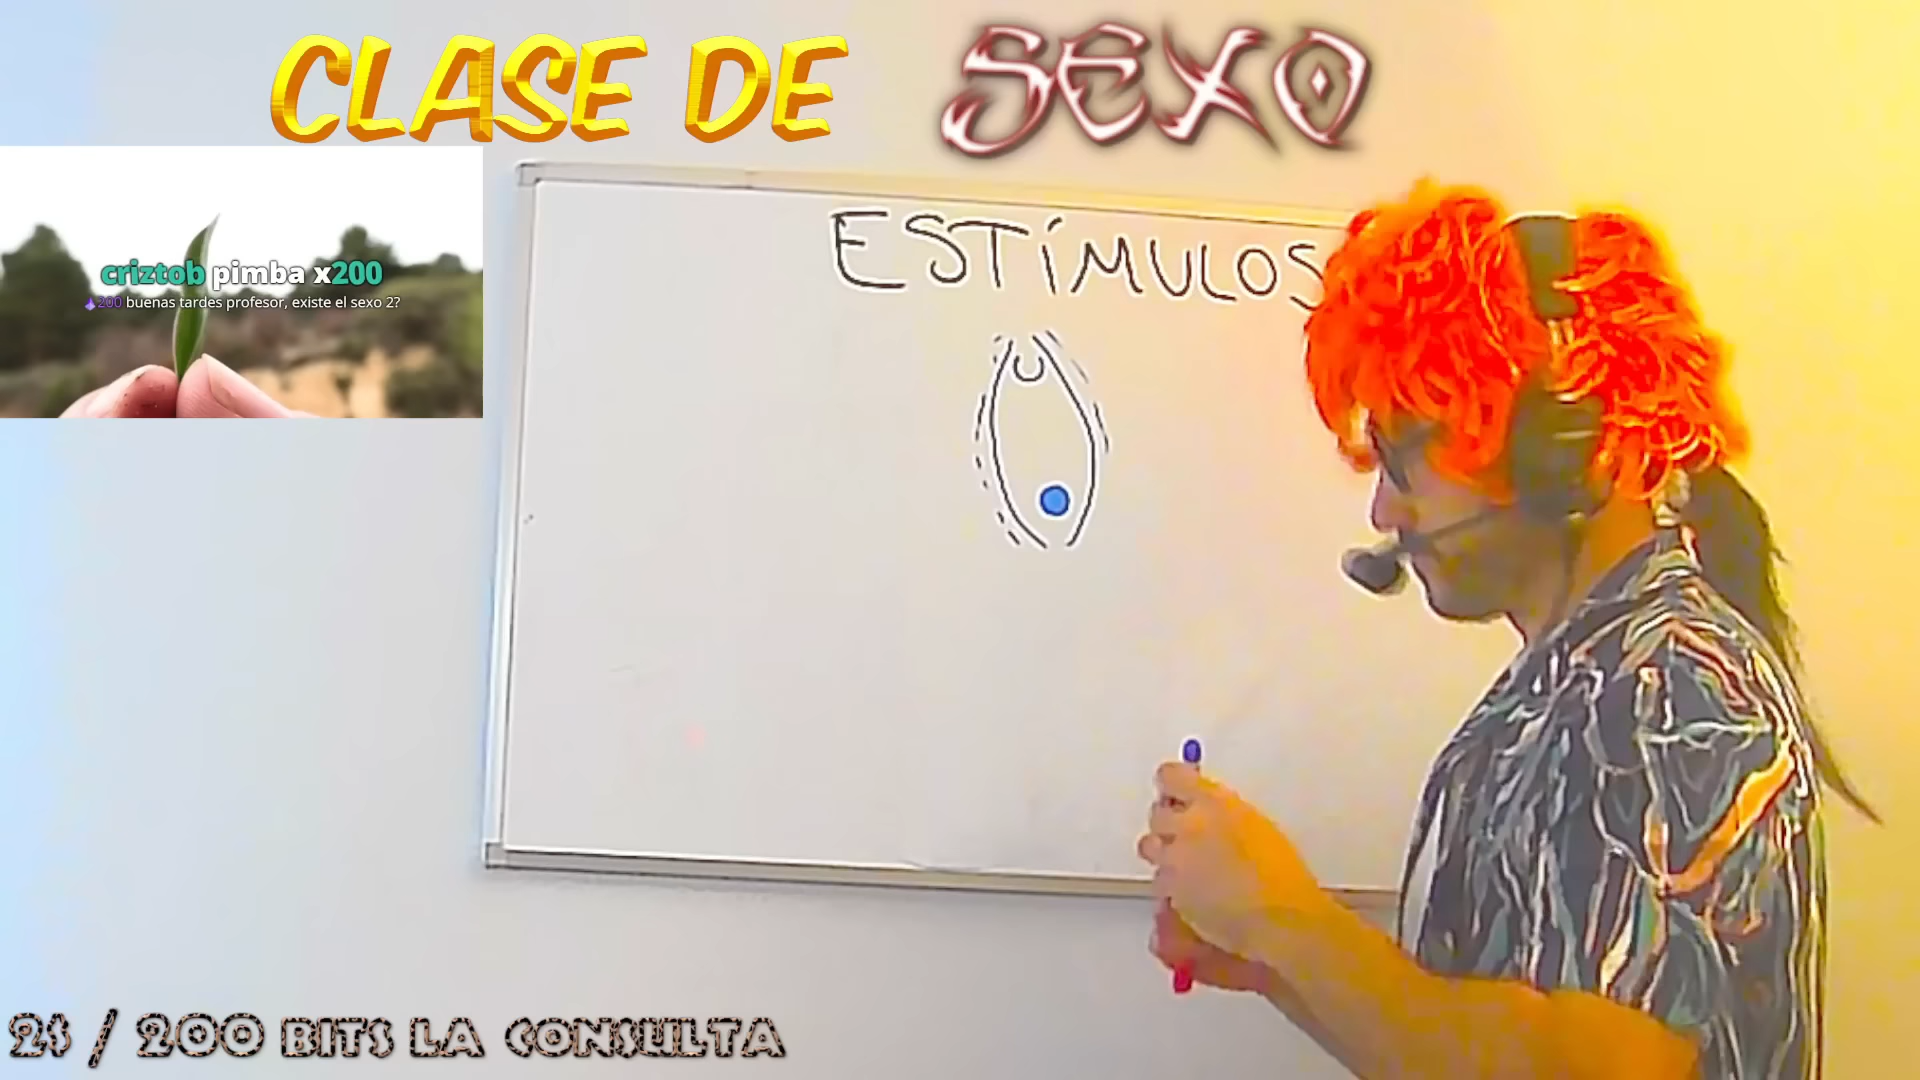 CLASE DE SEXO
criztob pimba x200
200 buenas tardes profesor, existe el sexo 2?
ESTÍMULOS
2$ / 200 BITS LA CONSULTA